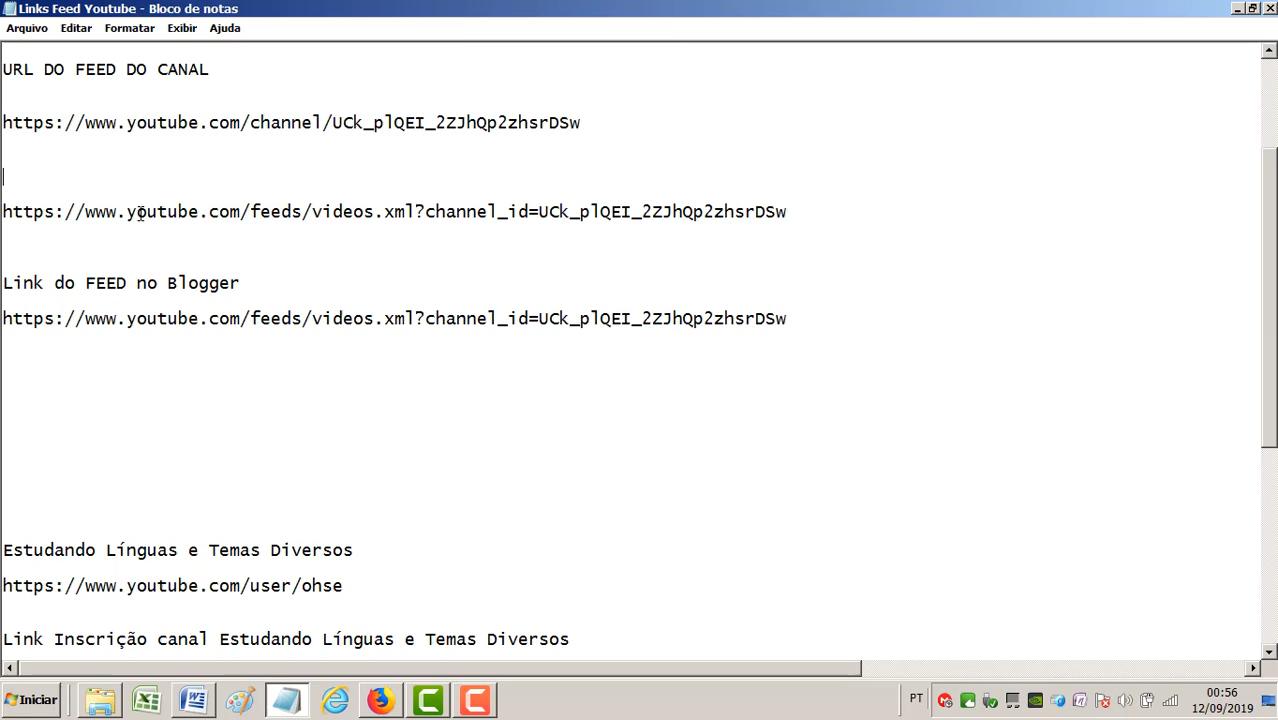 Links Feed Youtube - Bloco de notas
Arquivo Editar Formatar Exibir Ajuda
URL DO FEED DO CANAL
https://www.youtube.com/channel/UCk_plQEI_2ZJhQp2zhsrDSw
https://www.youtube.com/feeds/videos.xml?channel_id=UCk_plQEI_2ZJhQp2zhsrDSw
Link do FEED no Blogger
https://www.youtube.com/feeds/videos.xml?channel_id=UCk_plQEI_2ZJhQp2zhsrDSw
Estudando Línguas e Temas Diversos
https://www.youtube.com/user/ohse
Link Inscrição canal Estudando Línguas e Temas Diversos
Iniciar PT 00:56
12/09/2019